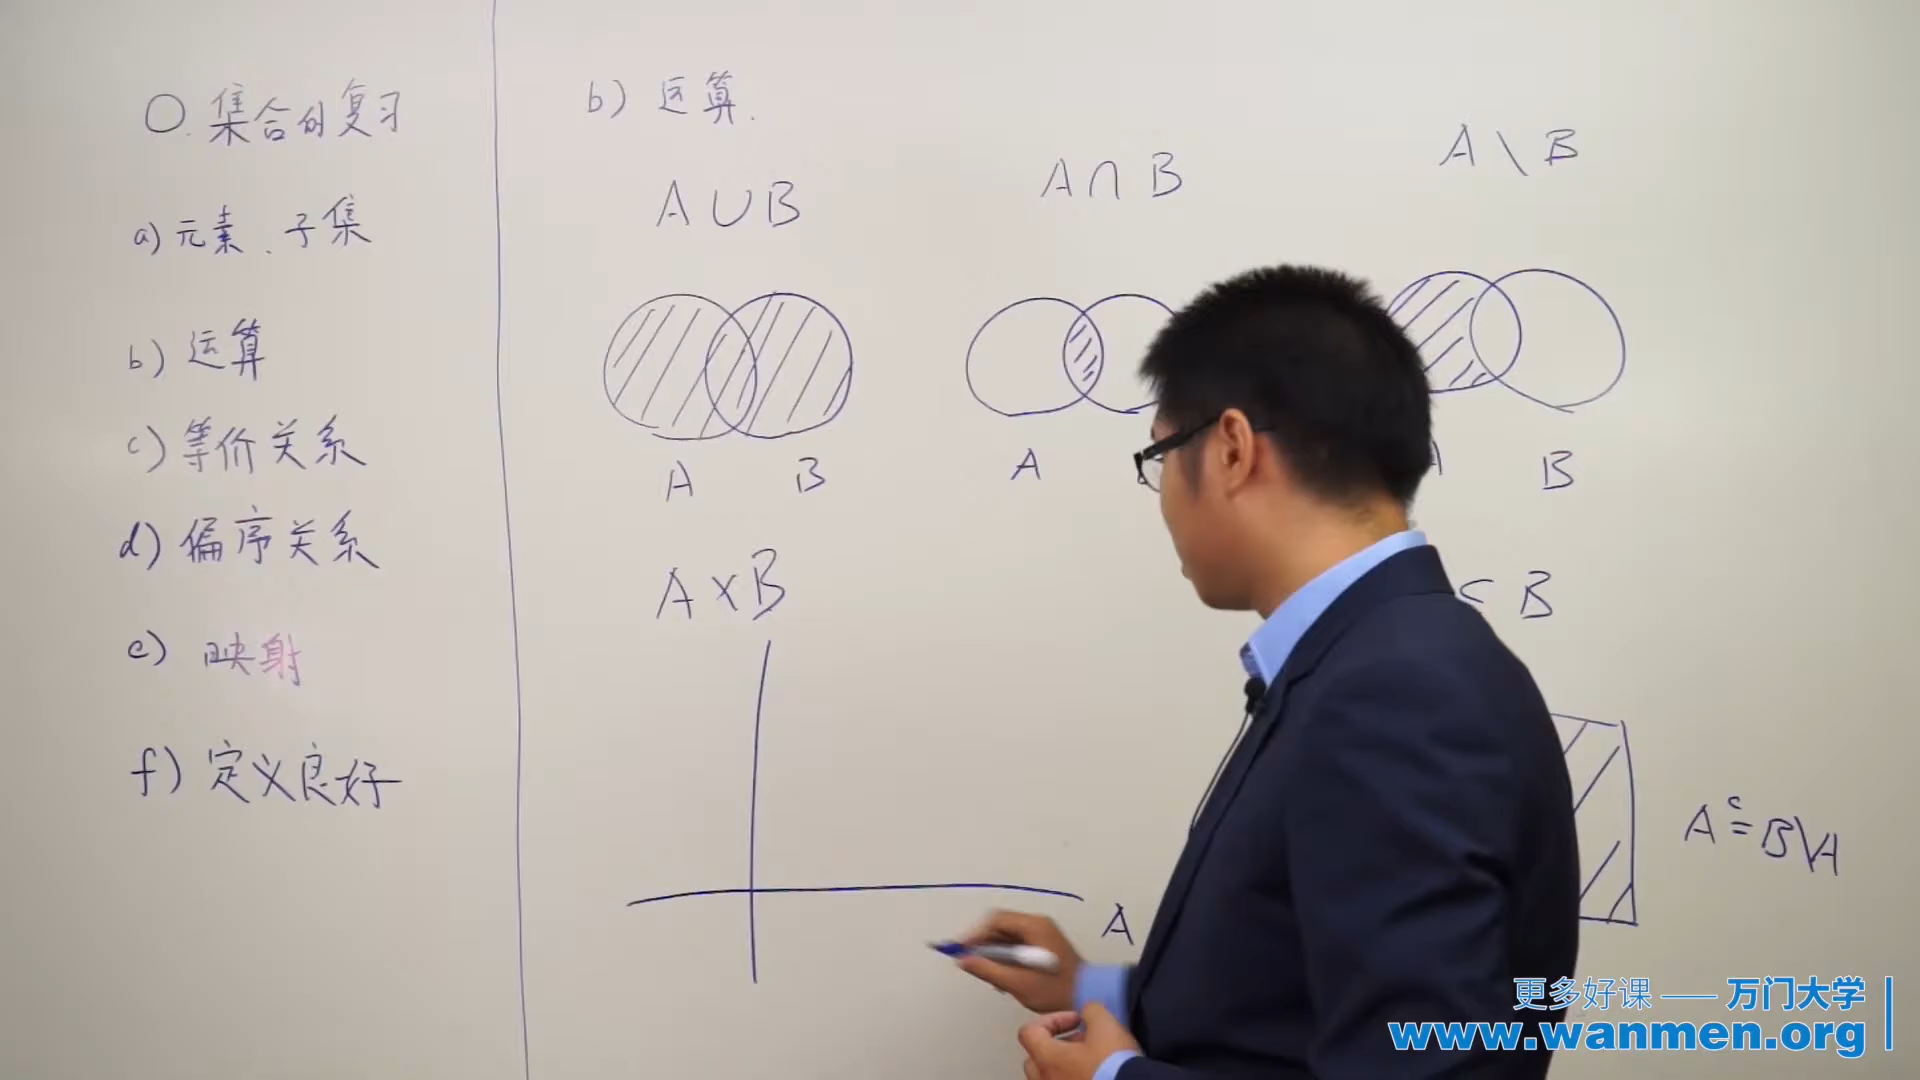 0. 集合的复习
a) 元素、子集
b) 运算
c) 等价关系
d) 偏序关系
e) 映射
f) 定义良好
b) 运算.
A ∪ B
A ∩ B
A \ B
A B
A
A B
A × B
⊂ B
A
Aᶜ = B\A
更多好课 —— 万门大学
www.wanmen.org